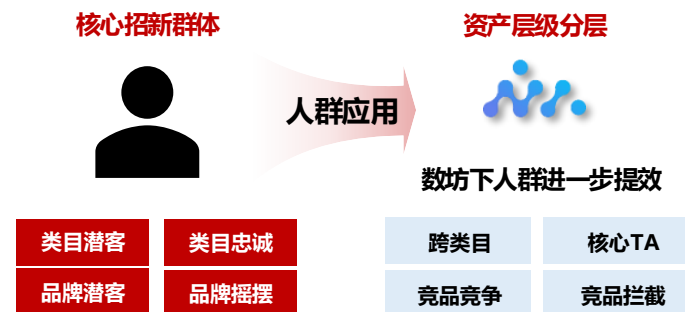 核心招新群体
资产层级分层
人群应用
数坊下人群进一步提效
类目潜客
类目忠诚
品牌潜客
品牌摇摆
跨类目
核心TA
竞品竞争
竞品拦截